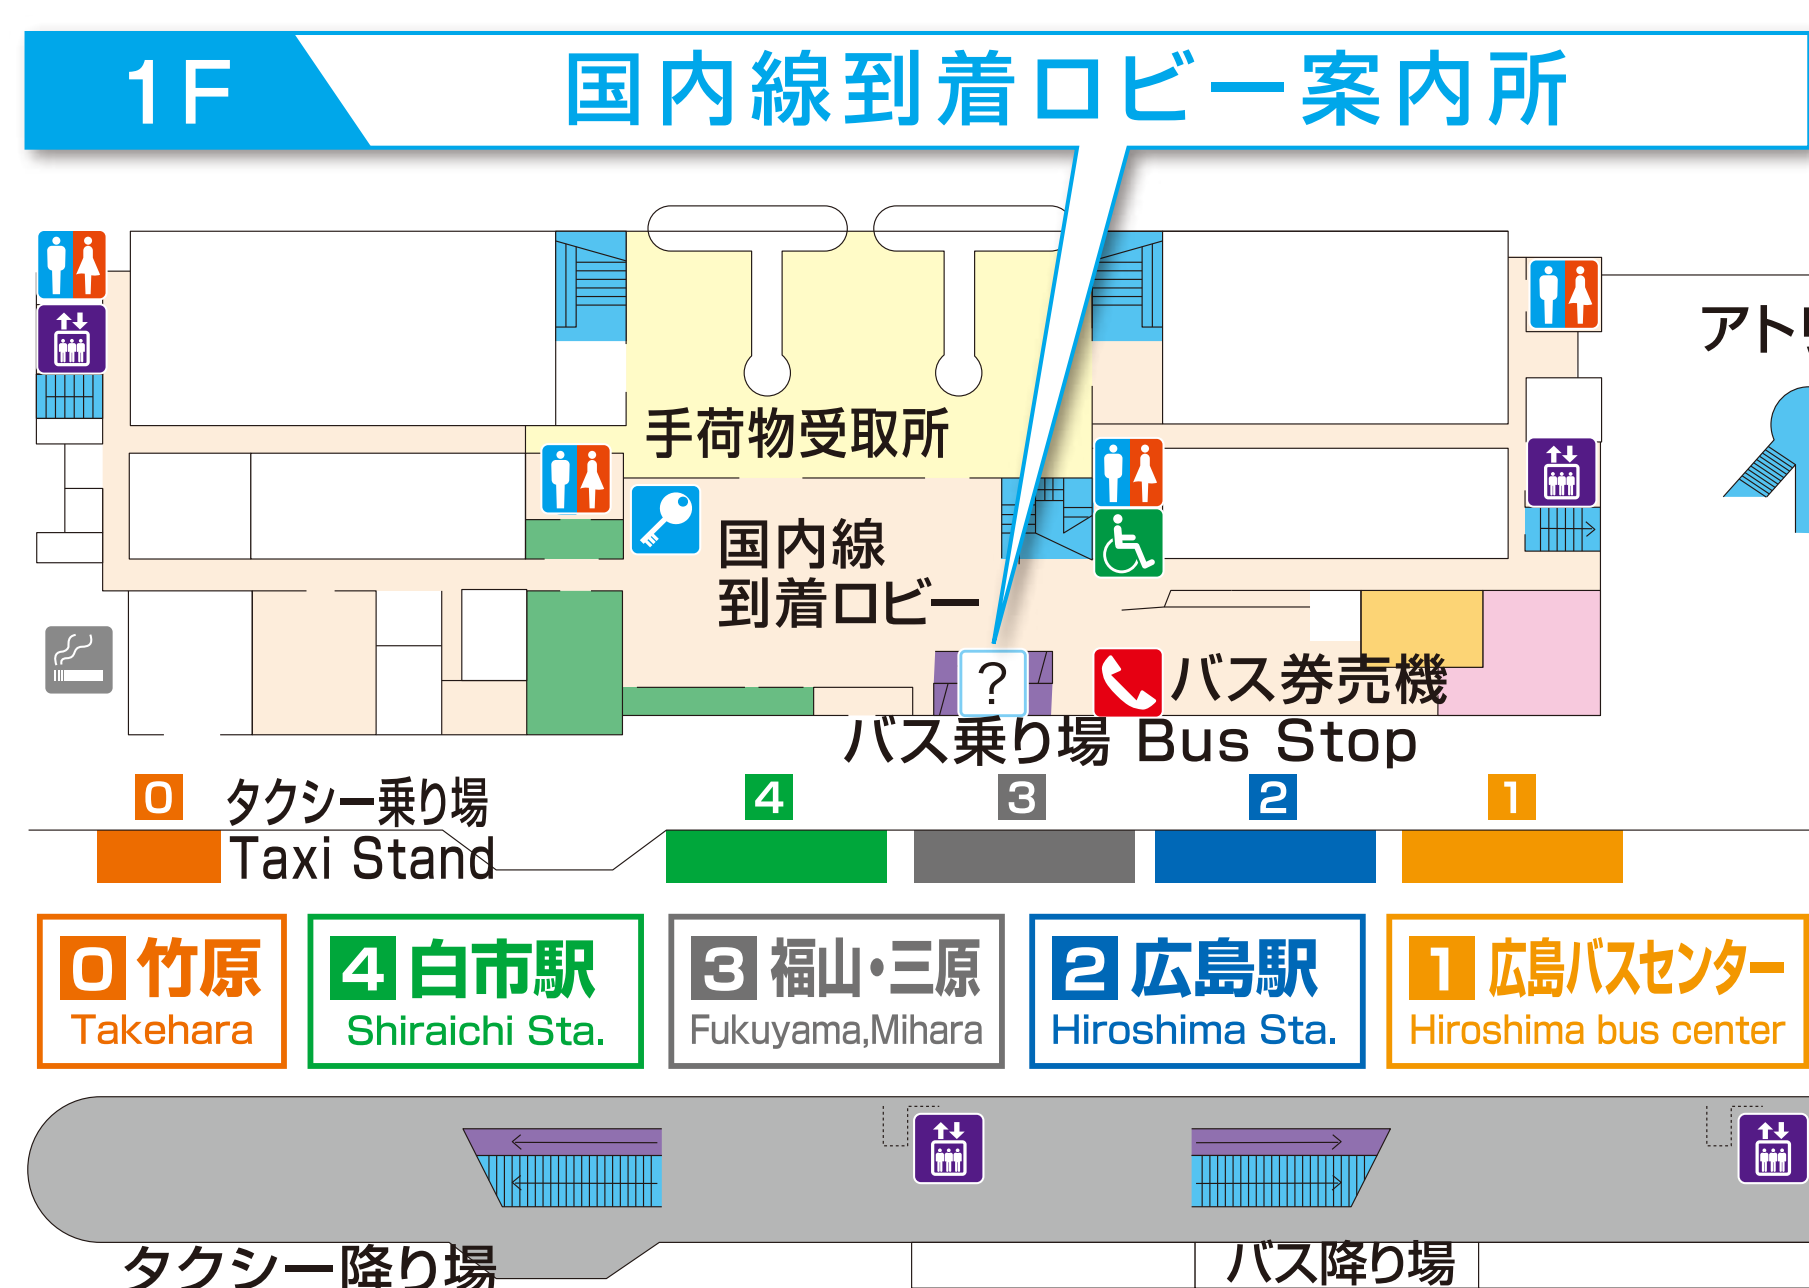 1F
国内線到着ロビー案内所
アトリ
手荷物受取所
国内線
到着ロビー
?
バス券売機
バス乗り場 Bus Stop
0 タクシー乗り場
Taxi Stand
4
3
2
1
0 竹原
Takehara
4 白市駅
Shiraichi Sta.
3 福山・三原
Fukuyama,Mihara
2 広島駅
Hiroshima Sta.
1 広島バスセンター
Hiroshima bus center
タクシー降り場
バス降り場